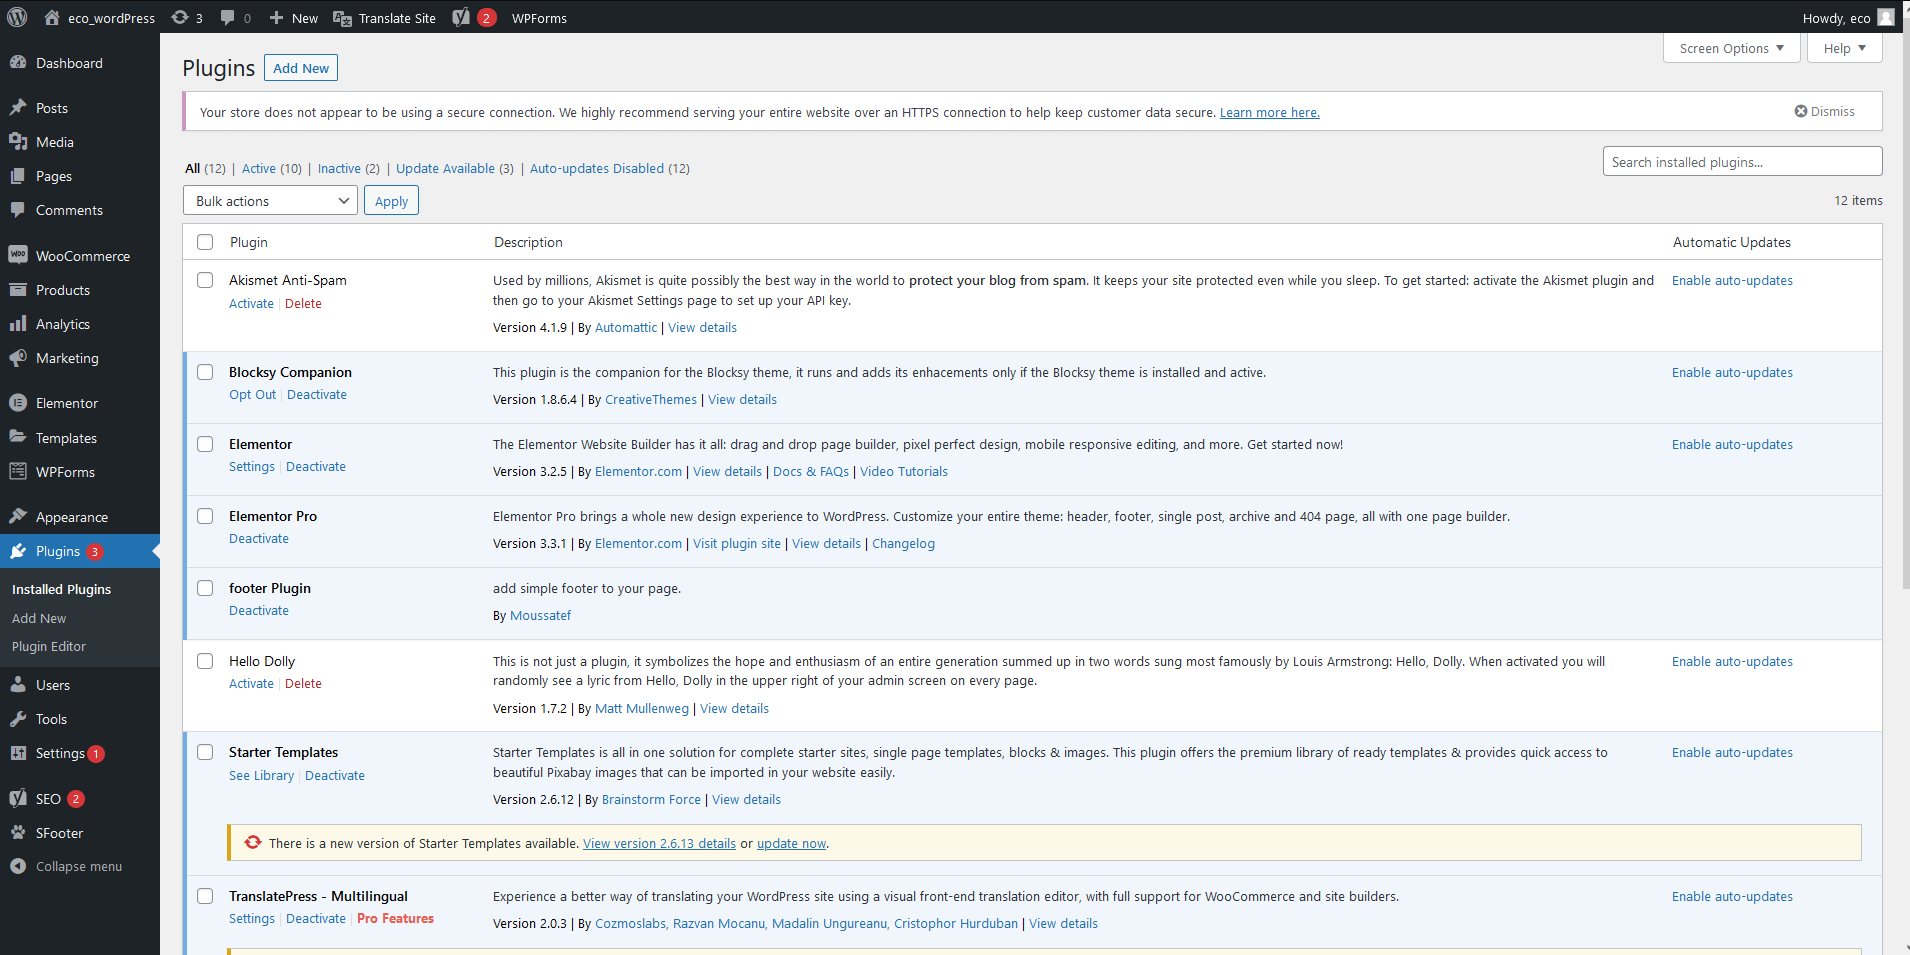 eco_wordPress 3 0 New Translate Site 2 WPForms Howdy, eco
Dashboard
Posts
Media
Pages
Comments
WooCommerce
Products
Analytics
Marketing
Elementor
Templates
WPForms
Appearance
Plugins 3
Installed Plugins
Add New
Plugin Editor
Users
Tools
Settings 1
SEO 2
SFooter
Collapse menu
Screen Options Help
Plugins Add New
Your store does not appear to be using a secure connection. We highly recommend serving your entire website over an HTTPS connection to help keep customer data secure. Learn more here. Dismiss
All (12) | Active (10) | Inactive (2) | Update Available (3) | Auto-updates Disabled (12)
Search installed plugins...
Bulk actions Apply
12 items
Plugin Description Automatic Updates
Akismet Anti-Spam
Activate | Delete
Used by millions, Akismet is quite possibly the best way in the world to protect your blog from spam. It keeps your site protected even while you sleep. To get started: activate the Akismet plugin and
then go to your Akismet Settings page to set up your API key.
Version 4.1.9 | By Automattic | View details
Enable auto-updates
Blocksy Companion
Opt Out | Deactivate
This plugin is the companion for the Blocksy theme, it runs and adds its enhacements only if the Blocksy theme is installed and active.
Version 1.8.6.4 | By CreativeThemes | View details
Enable auto-updates
Elementor
Settings | Deactivate
The Elementor Website Builder has it all: drag and drop page builder, pixel perfect design, mobile responsive editing, and more. Get started now!
Version 3.2.5 | By Elementor.com | View details | Docs & FAQs | Video Tutorials
Enable auto-updates
Elementor Pro
Deactivate
Elementor Pro brings a whole new design experience to WordPress. Customize your entire theme: header, footer, single post, archive and 404 page, all with one page builder.
Version 3.3.1 | By Elementor.com | Visit plugin site | View details | Changelog
footer Plugin
Deactivate
add simple footer to your page.
By Moussatef
Hello Dolly
Activate | Delete
This is not just a plugin, it symbolizes the hope and enthusiasm of an entire generation summed up in two words sung most famously by Louis Armstrong: Hello, Dolly. When activated you will
randomly see a lyric from Hello, Dolly in the upper right of your admin screen on every page.
Version 1.7.2 | By Matt Mullenweg | View details
Enable auto-updates
Starter Templates
See Library | Deactivate
Starter Templates is all in one solution for complete starter sites, single page templates, blocks & images. This plugin offers the premium library of ready templates & provides quick access to
beautiful Pixabay images that can be imported in your website easily.
Version 2.6.12 | By Brainstorm Force | View details
Enable auto-updates
There is a new version of Starter Templates available. View version 2.6.13 details or update now.
TranslatePress - Multilingual
Settings | Deactivate | Pro Features
Experience a better way of translating your WordPress site using a visual front-end translation editor, with full support for WooCommerce and site builders.
Version 2.0.3 | By Cozmoslabs, Razvan Mocanu, Madalin Ungureanu, Cristophor Hurduban | View details
Enable auto-updates